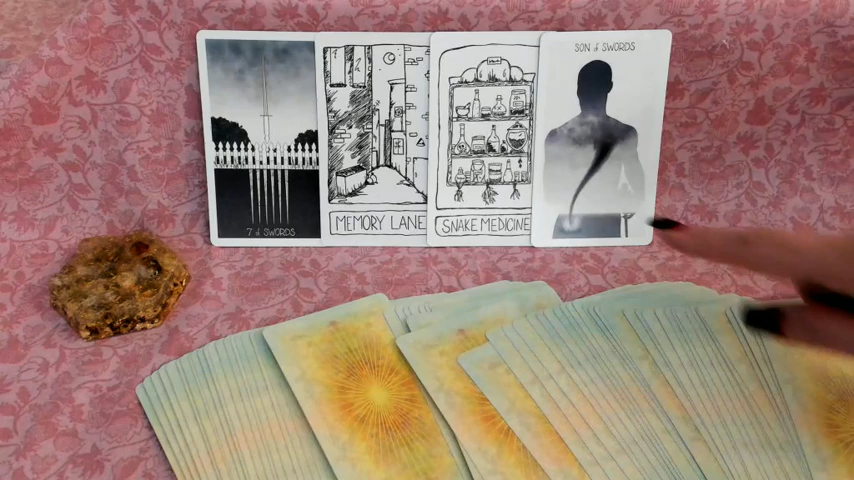 7 of SWORDS
MEMORY LANE
SNAKE MEDICINE
SON of SWORDS